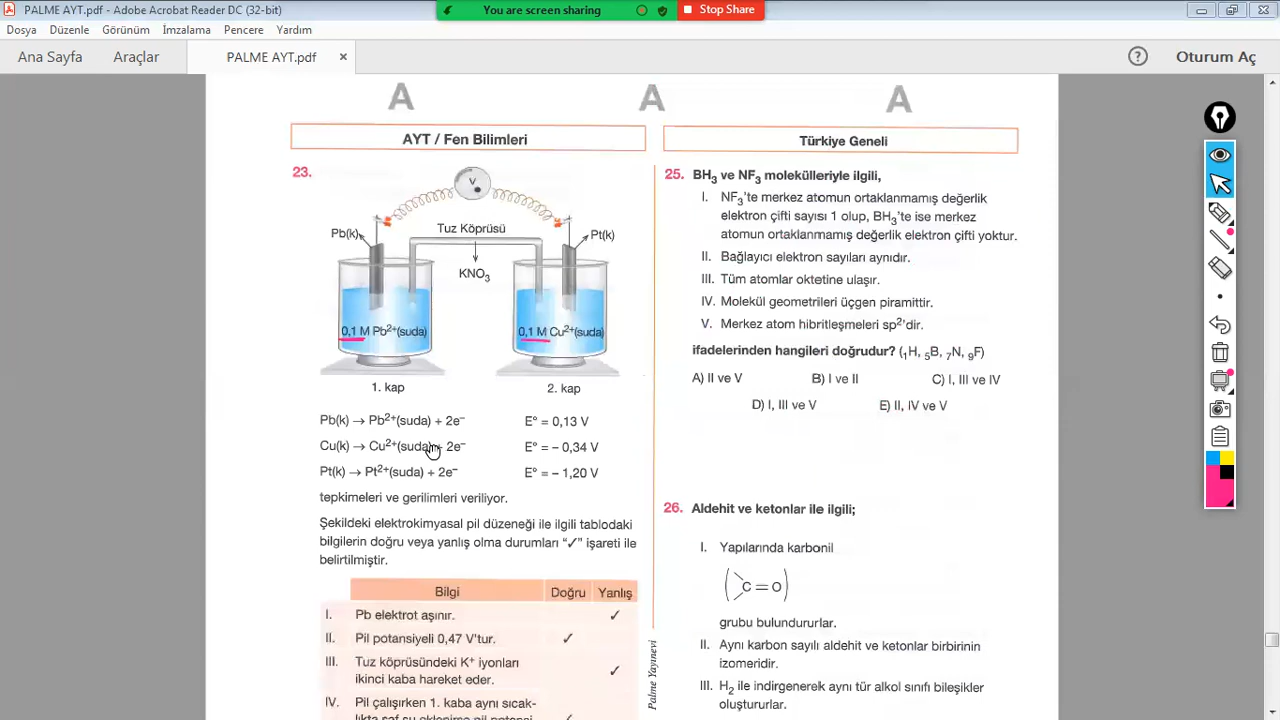 PALME AYT.pdf - Adobe Acrobat Reader DC (32-bit)
You are screen sharing
Stop Share
Dosya Düzenle Görünüm İmzalama Pencere Yardım
Ana Sayfa Araçlar PALME AYT.pdf × ? Oturum Aç
A A A
AYT / Fen Bilimleri
23.
V
Pb(k) Tuz Köprüsü Pt(k)
KNO₃
0,1 M Pb²⁺(suda) 0,1 M Cu²⁺(suda)
1. kap 2. kap
Pb(k) → Pb²⁺(suda) + 2e⁻ E° = 0,13 V
Cu(k) → Cu²⁺(suda) + 2e⁻ E° = – 0,34 V
Pt(k) → Pt²⁺(suda) + 2e⁻ E° = – 1,20 V
tepkimeleri ve gerilimleri veriliyor.
Şekildeki elektrokimyasal pil düzeneği ile ilgili tablodaki
bilgilerin doğru veya yanlış olma durumları “✓” işareti ile
belirtilmiştir.
Bilgi Doğru Yanlış
I. Pb elektrot aşınır. ✓
II. Pil potansiyeli 0,47 V'tur. ✓
III. Tuz köprüsündeki K⁺ iyonları
ikinci kaba hareket eder. ✓
IV. Pil çalışırken 1. kaba aynı sıcak-
Palme Yayınevi
Türkiye Geneli
25. BH₃ ve NF₃ molekülleriyle ilgili,
I. NF₃'te merkez atomun ortaklanmamış değerlik
elektron çifti sayısı 1 olup, BH₃'te ise merkez
atomun ortaklanmamış değerlik elektron çifti yoktur.
II. Bağlayıcı elektron sayıları aynıdır.
III. Tüm atomlar oktetine ulaşır.
IV. Molekül geometrileri üçgen piramittir.
V. Merkez atom hibritleşmeleri sp²'dir.
ifadelerinden hangileri doğrudur? (₁H, ₅B, ₇N, ₉F)
A) II ve V B) I ve II C) I, III ve IV
D) I, III ve V E) II, IV ve V
26. Aldehit ve ketonlar ile ilgili;
I. Yapılarında karbonil
(C = O)
grubu bulundururlar.
II. Aynı karbon sayılı aldehit ve ketonlar birbirinin
izomeridir.
III. H₂ ile indirgenerek aynı tür alkol sınıfı bileşikler
oluştururlar.